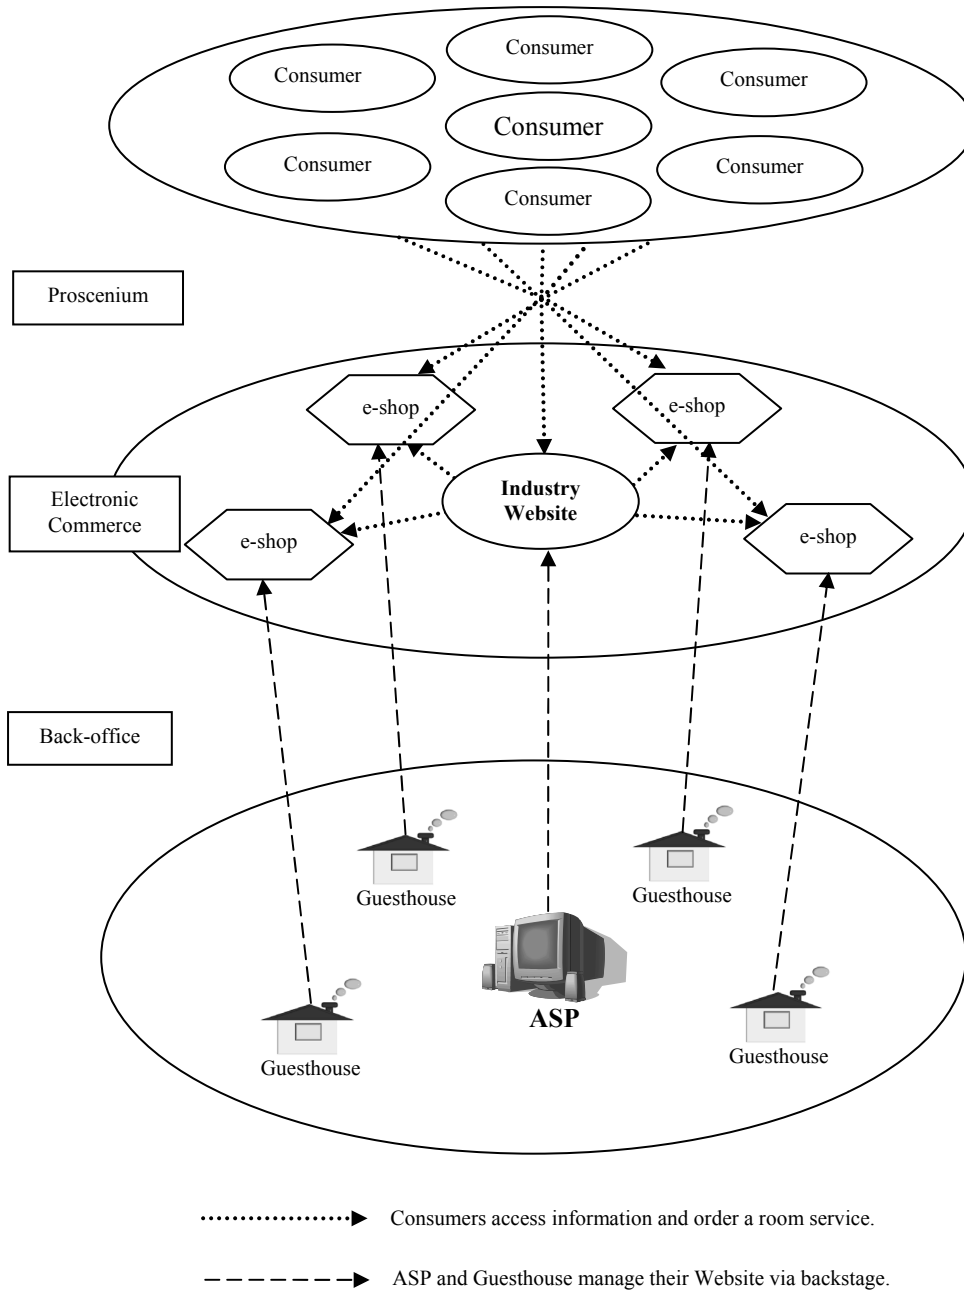 Consumer
Consumer
Consumer
Consumer
Consumer
Consumer
Consumer
Proscenium
e-shop
e-shop
Industry
Website
Electronic
Commerce
e-shop
e-shop
Back-office
Guesthouse
Guesthouse
ASP
Guesthouse
Guesthouse
Consumers access information and order a room service.
ASP and Guesthouse manage their Website via backstage.